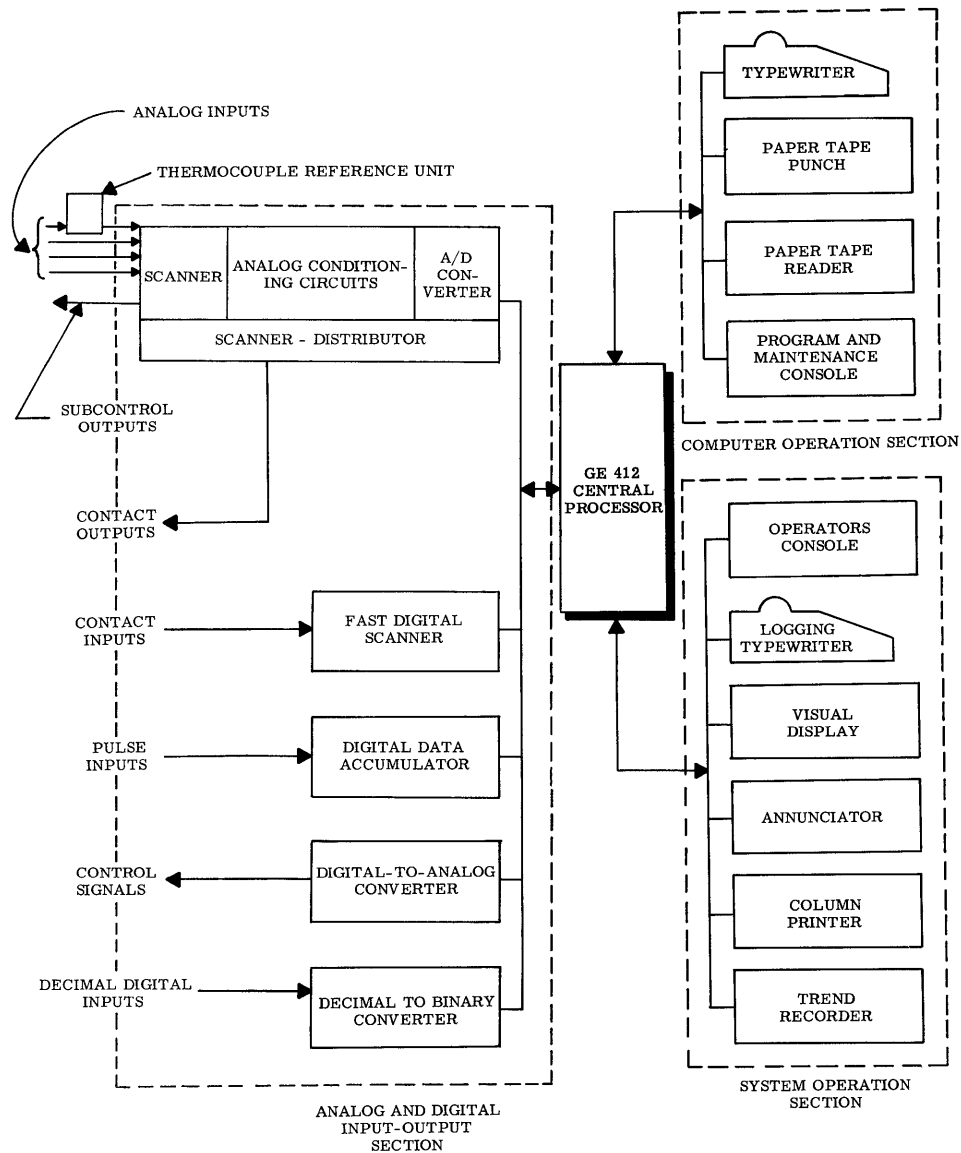 ANALOG INPUTS
THERMOCOUPLE REFERENCE UNIT
SCANNER
ANALOG CONDITION-
ING CIRCUITS
A/D
CON-
VERTER
SCANNER - DISTRIBUTOR
SUBCONTROL
OUTPUTS
CONTACT
OUTPUTS
CONTACT
INPUTS
FAST DIGITAL
SCANNER
PULSE
INPUTS
DIGITAL DATA
ACCUMULATOR
CONTROL
SIGNALS
DIGITAL-TO-ANALOG
CONVERTER
DECIMAL DIGITAL
INPUTS
DECIMAL TO BINARY
CONVERTER
ANALOG AND DIGITAL
INPUT-OUTPUT
SECTION
GE 412
CENTRAL
PROCESSOR
TYPEWRITER
PAPER TAPE
PUNCH
PAPER TAPE
READER
PROGRAM AND
MAINTENANCE
CONSOLE
COMPUTER OPERATION SECTION
OPERATORS
CONSOLE
LOGGING
TYPEWRITER
VISUAL
DISPLAY
ANNUNCIATOR
COLUMN
PRINTER
TREND
RECORDER
SYSTEM OPERATION
SECTION